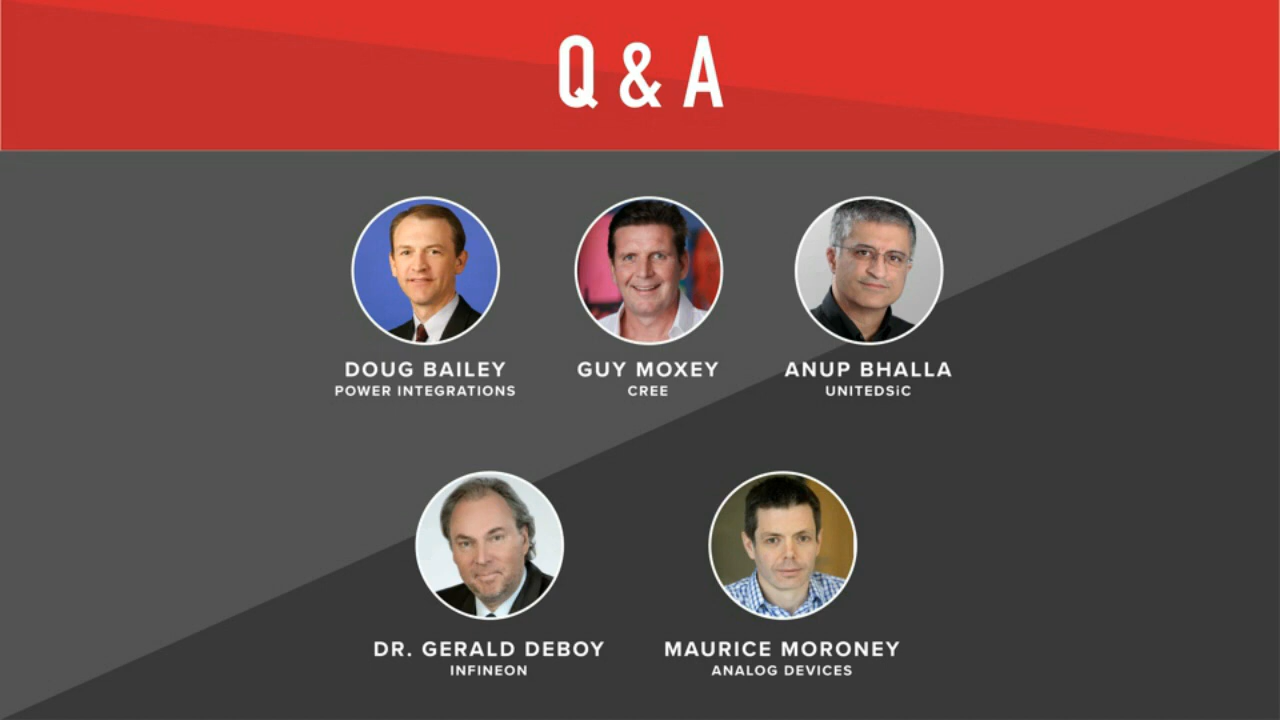 Q & A
DOUG BAILEY
POWER INTEGRATIONS
GUY MOXEY
CREE
ANUP BHALLA
UNITEDSiC
DR. GERALD DEBOY
INFINEON
MAURICE MORONEY
ANALOG DEVICES